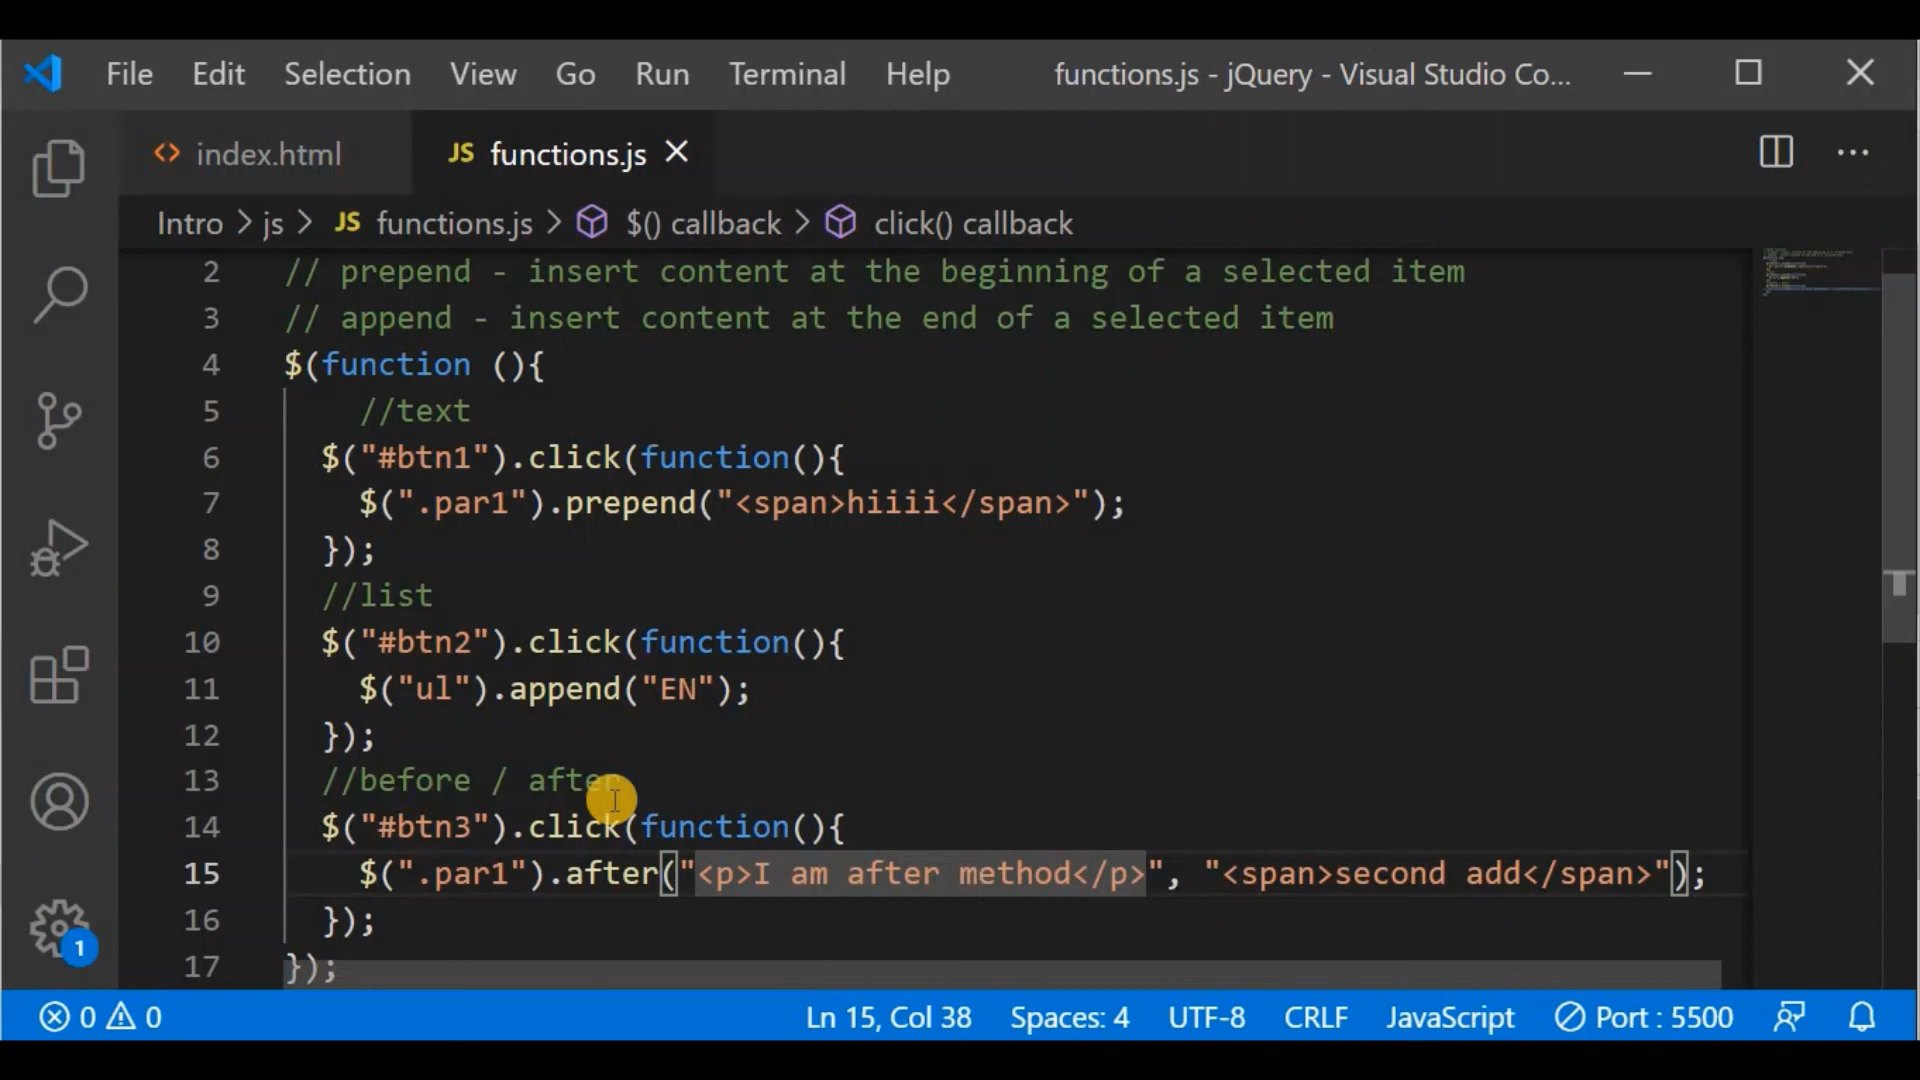 File Edit Selection View Go Run Terminal Help functions.js - jQuery - Visual Studio Co...
index.html JS functions.js
Intro > js > JS functions.js > $() callback > click() callback
2 // prepend - insert content at the beginning of a selected item
3 // append - insert content at the end of a selected item
4 $(function (){
5 //text
6 $("#btn1").click(function(){
7 $(".par1").prepend("<span>hiiii</span>");
8 });
9 //list
10 $("#btn2").click(function(){
11 $("ul").append("EN");
12 });
13 //before / after
14 $("#btn3").click(function(){
15 $(".par1").after("<p>I am after method</p>", "<span>second add</span>");
16 });
17 });
1
0 0 Ln 15, Col 38 Spaces: 4 UTF-8 CRLF JavaScript Port : 5500